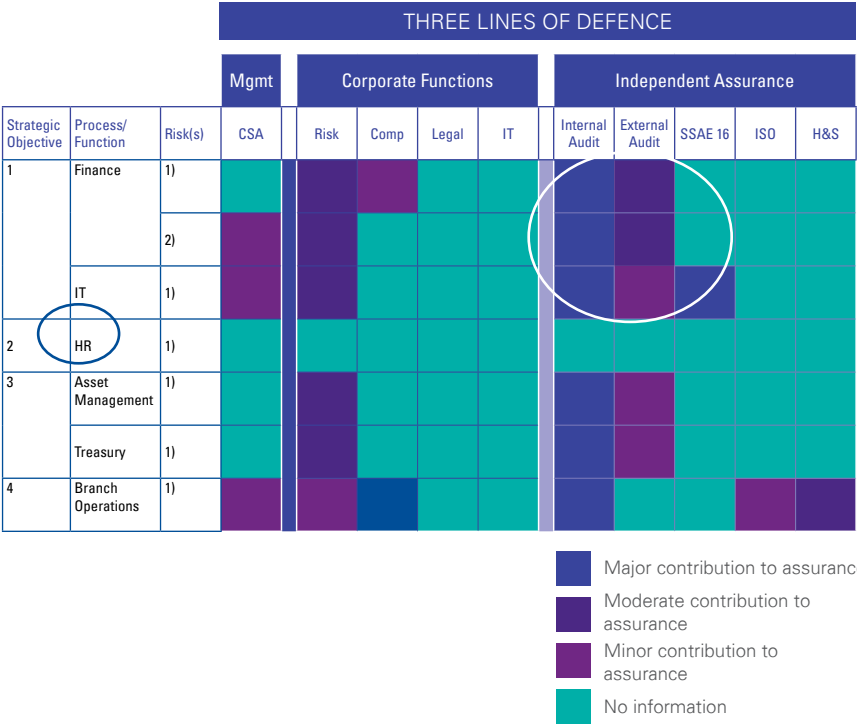 THREE LINES OF DEFENCE
Mgmt Corporate Functions Independent Assurance
Strategic Objective Process/ Function Risk(s) CSA Risk Comp Legal IT Internal Audit External Audit SSAE 16 ISO H&S
1 Finance 1)
2)
IT 1)
2 HR 1)
3 Asset Management 1)
Treasury 1)
4 Branch Operations 1)
Major contribution to assuranc
Moderate contribution to
assurance
Minor contribution to
assurance
No information